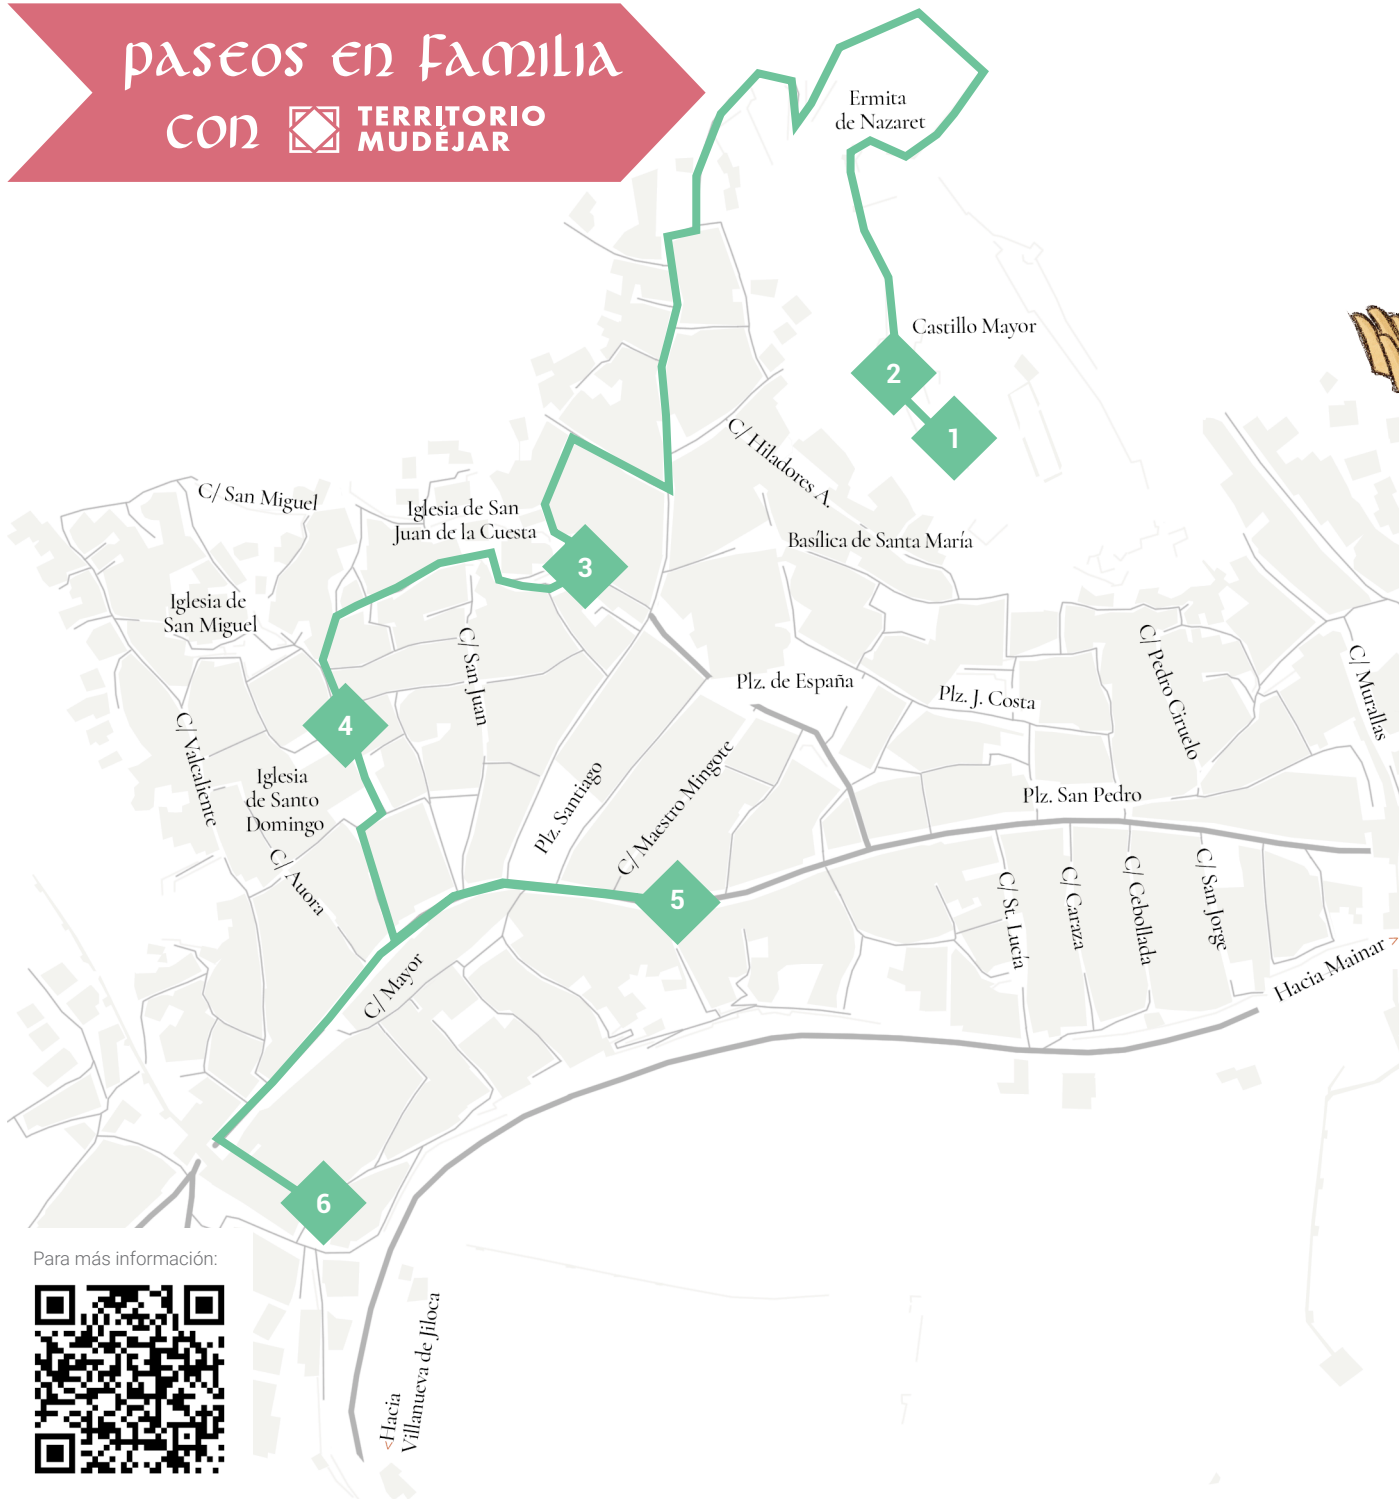 PASEOS EN FAMILIA
CON TERRITORIO
MUDÉJAR
Ermita
de Nazaret
Castillo Mayor
2
1
C/ Hiladores A.
C/ San Miguel
Iglesia de San
Juan de la Cuesta
Basílica de Santa María
3
Iglesia de
San Miguel
C/ San Juan
C/ Pedro Ciruelo
C/ Murallas
Plz. de España
Plz. J. Costa
4
C/ Valcaliente
Iglesia
de Santo
Domingo
Plz. Santiago
C/ Maestro Mingote
Plz. San Pedro
C/ Auora
5
C/ St. Lucía
C/ Caraza
C/ Cebollada
C/ San Jorge
C/ Mayor
Hacia Mainar >
6
Para más información:
<Hacia
Villanueva de Jiloca